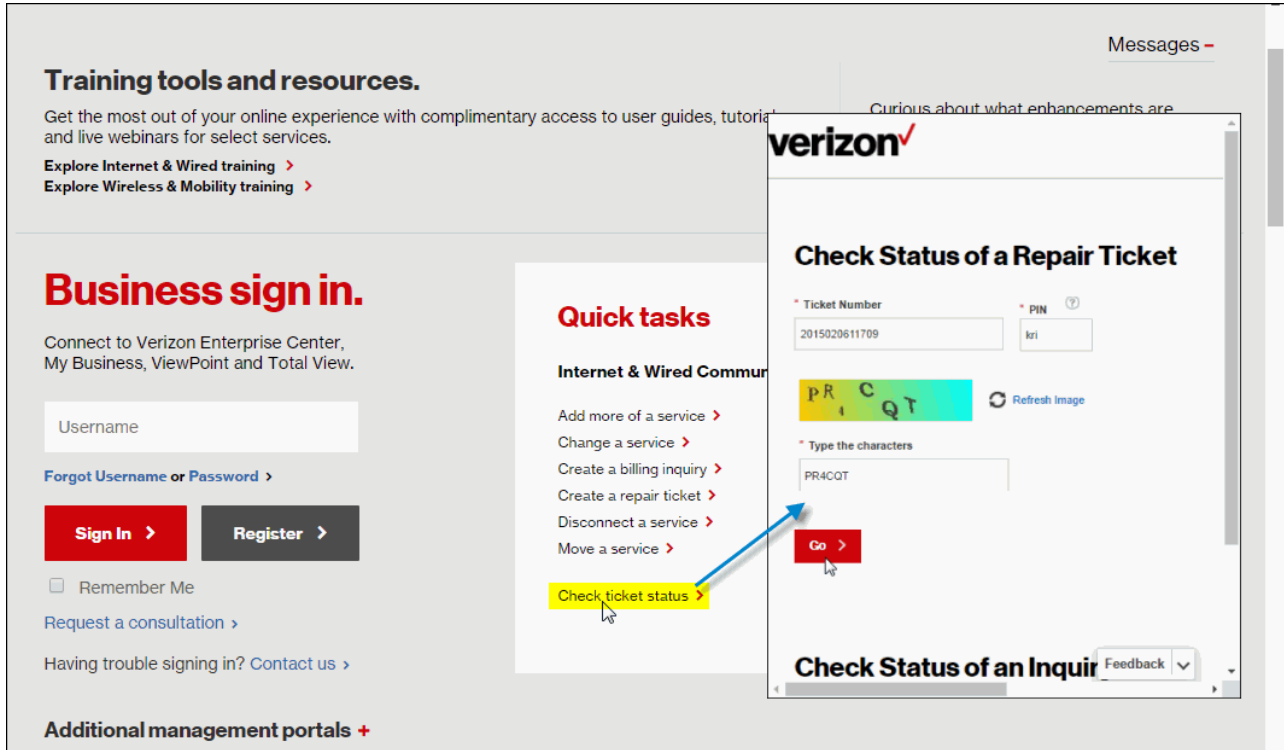 Messages –
Training tools and resources.
Get the most out of your online experience with complimentary access to user guides,
and live webinars for select services.
Explore Internet & Wired training >
Explore Wireless & Mobility training >
Curious about what enhancements are
Business sign in.
Connect to Verizon Enterprise Center,
My Business, ViewPoint and Total View.
Username
Forgot Username or Password >
Sign In >
Register >
Remember Me
Request a consultation >
Having trouble signing in? Contact us >
Additional management portals +
Quick tasks
Internet & Wired
Add more of a service >
Change a service >
Create a billing inquiry >
Create a repair ticket >
Disconnect a service >
Move a service >
Check ticket status >
verizon✓
Check Status of a Repair Ticket
* Ticket Number
* PIN ?
2015020611709
kri
PR4CQT
Refresh Image
* Type the characters
PR4CQT
Go >
Check Status of an
Feedback